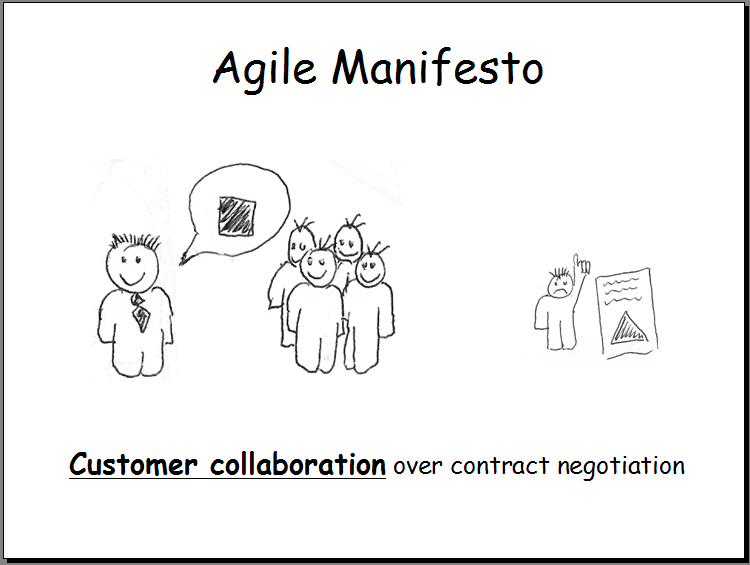 Agile Manifesto
Customer collaboration over contract negotiation